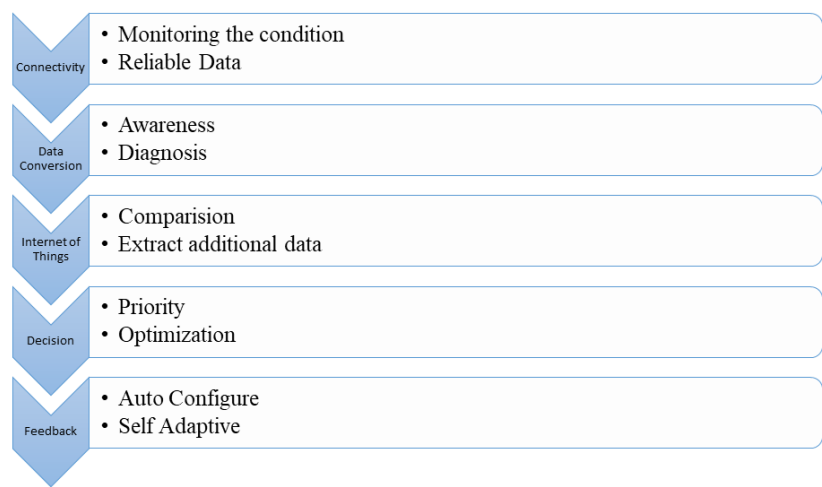 Connectivity
• Monitoring the condition
• Reliable Data
Data
Conversion
• Awareness
• Diagnosis
Internet of
Things
• Comparision
• Extract additional data
Decision
• Priority
• Optimization
Feedback
• Auto Configure
• Self Adaptive